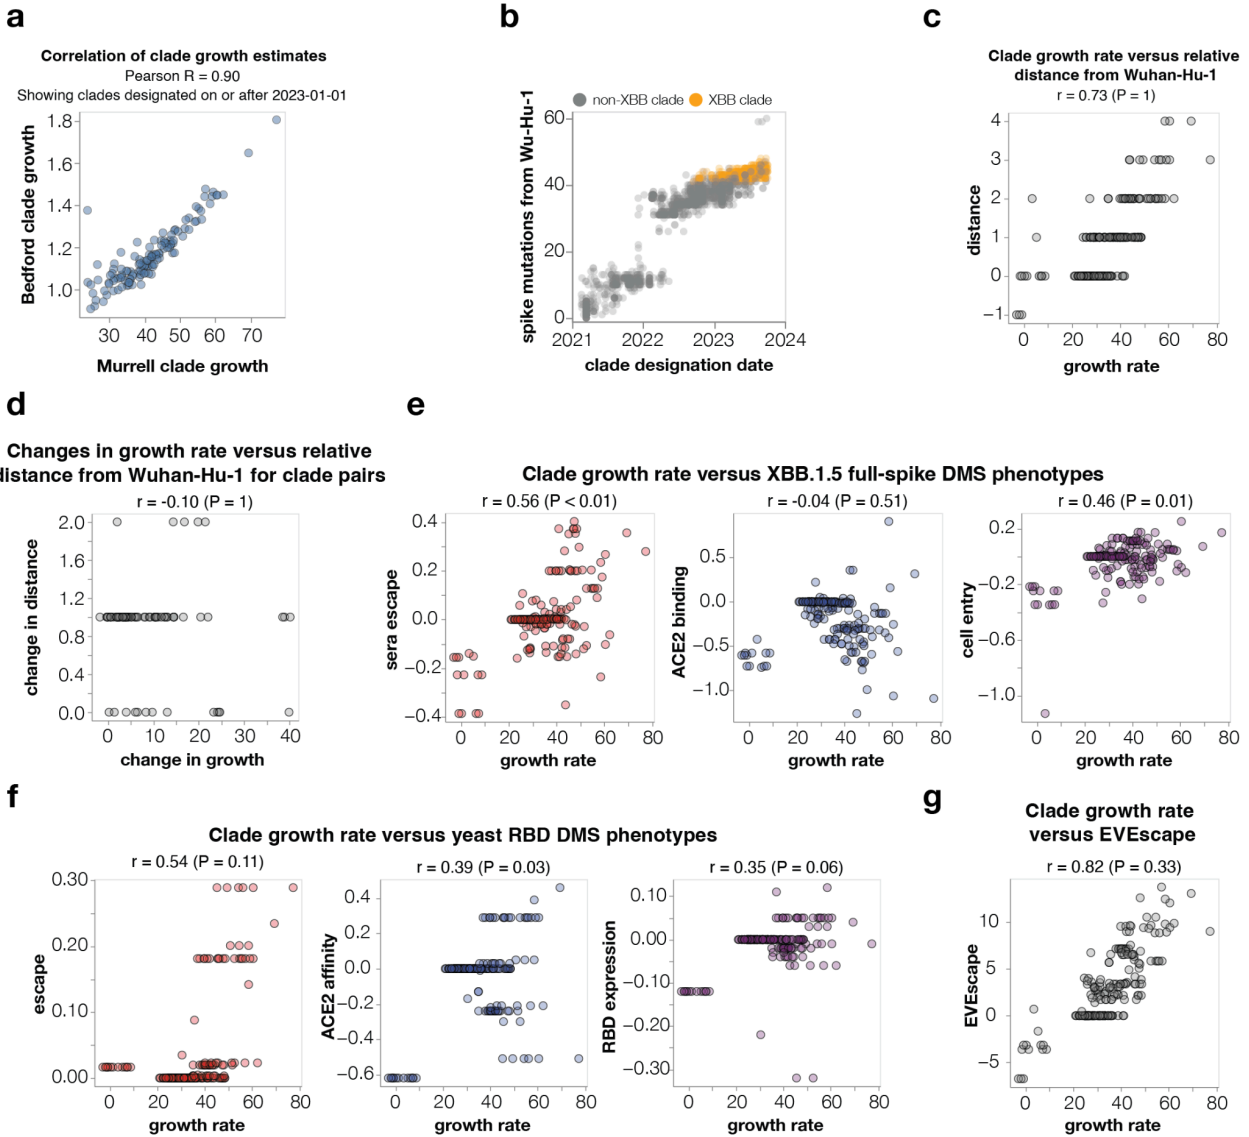 a
Correlation of clade growth estimates
Pearson R = 0.90
Showing clades designated on or after 2023-01-01
Bedford clade growth
1.8
1.6
1.4
1.2
1.0
30 40 50 60 70
Murrell clade growth
b
non-XBB clade XBB clade
spike mutations from Wu-Hu-1
60
40
20
0
2021 2022 2023 2024
clade designation date
c
Clade growth rate versus relative
distance from Wuhan-Hu-1
r = 0.73 (P = 1)
distance
4
3
2
1
0
−1
0 20 40 60 80
growth rate
d
Changes in growth rate versus relative
distance from Wuhan-Hu-1 for clade pairs
r = -0.10 (P = 1)
change in distance
2.0
1.6
1.2
0.8
0.4
0.0
0 10 20 30 40
change in growth
e
Clade growth rate versus XBB.1.5 full-spike DMS phenotypes
r = 0.56 (P < 0.01)
sera escape
0.4
0.2
0.0
−0.2
−0.4
0 20 40 60 80
growth rate
r = -0.04 (P = 0.51)
ACE2 binding
0.5
0.0
−0.5
−1.0
0 20 40 60 80
growth rate
r = 0.46 (P = 0.01)
cell entry
0.2
−0.2
−0.6
−1.0
0 20 40 60 80
growth rate
f
Clade growth rate versus yeast RBD DMS phenotypes
r = 0.54 (P = 0.11)
escape
0.30
0.20
0.10
0.00
0 20 40 60 80
growth rate
r = 0.39 (P = 0.03)
ACE2 affinity
0.4
0.2
0.0
−0.2
−0.4
−0.6
0 20 40 60 80
growth rate
r = 0.35 (P = 0.06)
RBD expression
0.10
0.00
−0.10
−0.20
−0.30
0 20 40 60 80
growth rate
g
Clade growth rate
versus EVEscape
r = 0.82 (P = 0.33)
EVEscape
10
5
0
−5
0 20 40 60 80
growth rate